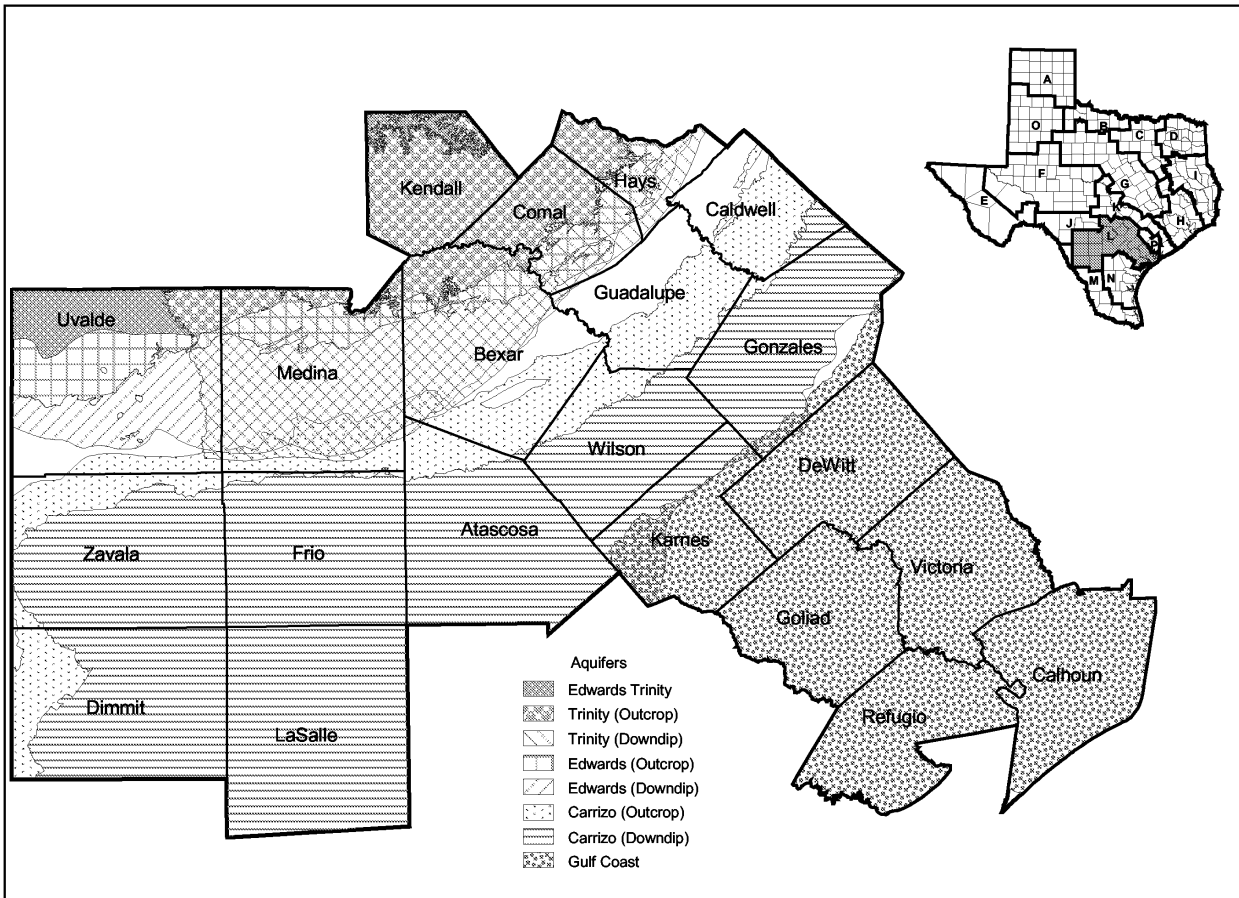 Kendall
Comal
Hays
Caldwell
Uvalde
Medina
Bexar
Guadalupe
Gonzales
Wilson
DeWitt
Zavala
Frio
Atascosa
Karnes
Victoria
Goliad
Calhoun
Refugio
Dimmit
LaSalle
Aquifers
Edwards Trinity
Trinity (Outcrop)
Trinity (Downdip)
Edwards (Outcrop)
Edwards (Downdip)
Carrizo (Outcrop)
Carrizo (Downdip)
Gulf Coast
A
O
B
C
D
F
G
I
E
K
H
J
L
P
M
N